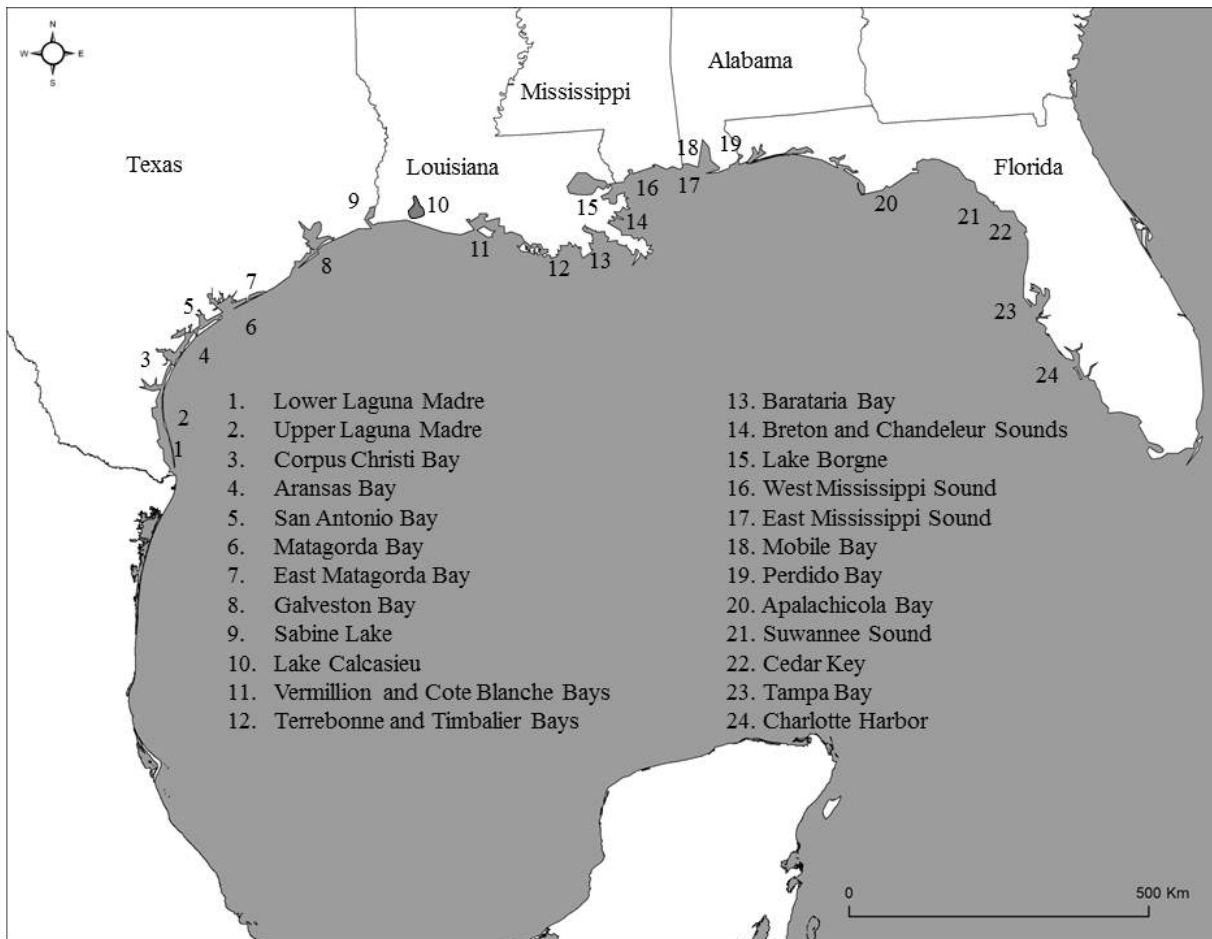 N
W E
S
Alabama
Mississippi
Texas
Louisiana
Florida
18
19
17
16
9
10
15
14
20
21
22
11
12
13
8
7
5
6
23
4
3
24
2
1
1. Lower Laguna Madre
2. Upper Laguna Madre
3. Corpus Christi Bay
4. Aransas Bay
5. San Antonio Bay
6. Matagorda Bay
7. East Matagorda Bay
8. Galveston Bay
9. Sabine Lake
10. Lake Calcasieu
11. Vermillion and Cote Blanche Bays
12. Terrebonne and Timbalier Bays
13. Barataria Bay
14. Breton and Chandeleur Sounds
15. Lake Borgne
16. West Mississippi Sound
17. East Mississippi Sound
18. Mobile Bay
19. Perdido Bay
20. Apalachicola Bay
21. Suwannee Sound
22. Cedar Key
23. Tampa Bay
24. Charlotte Harbor
0 500 Km